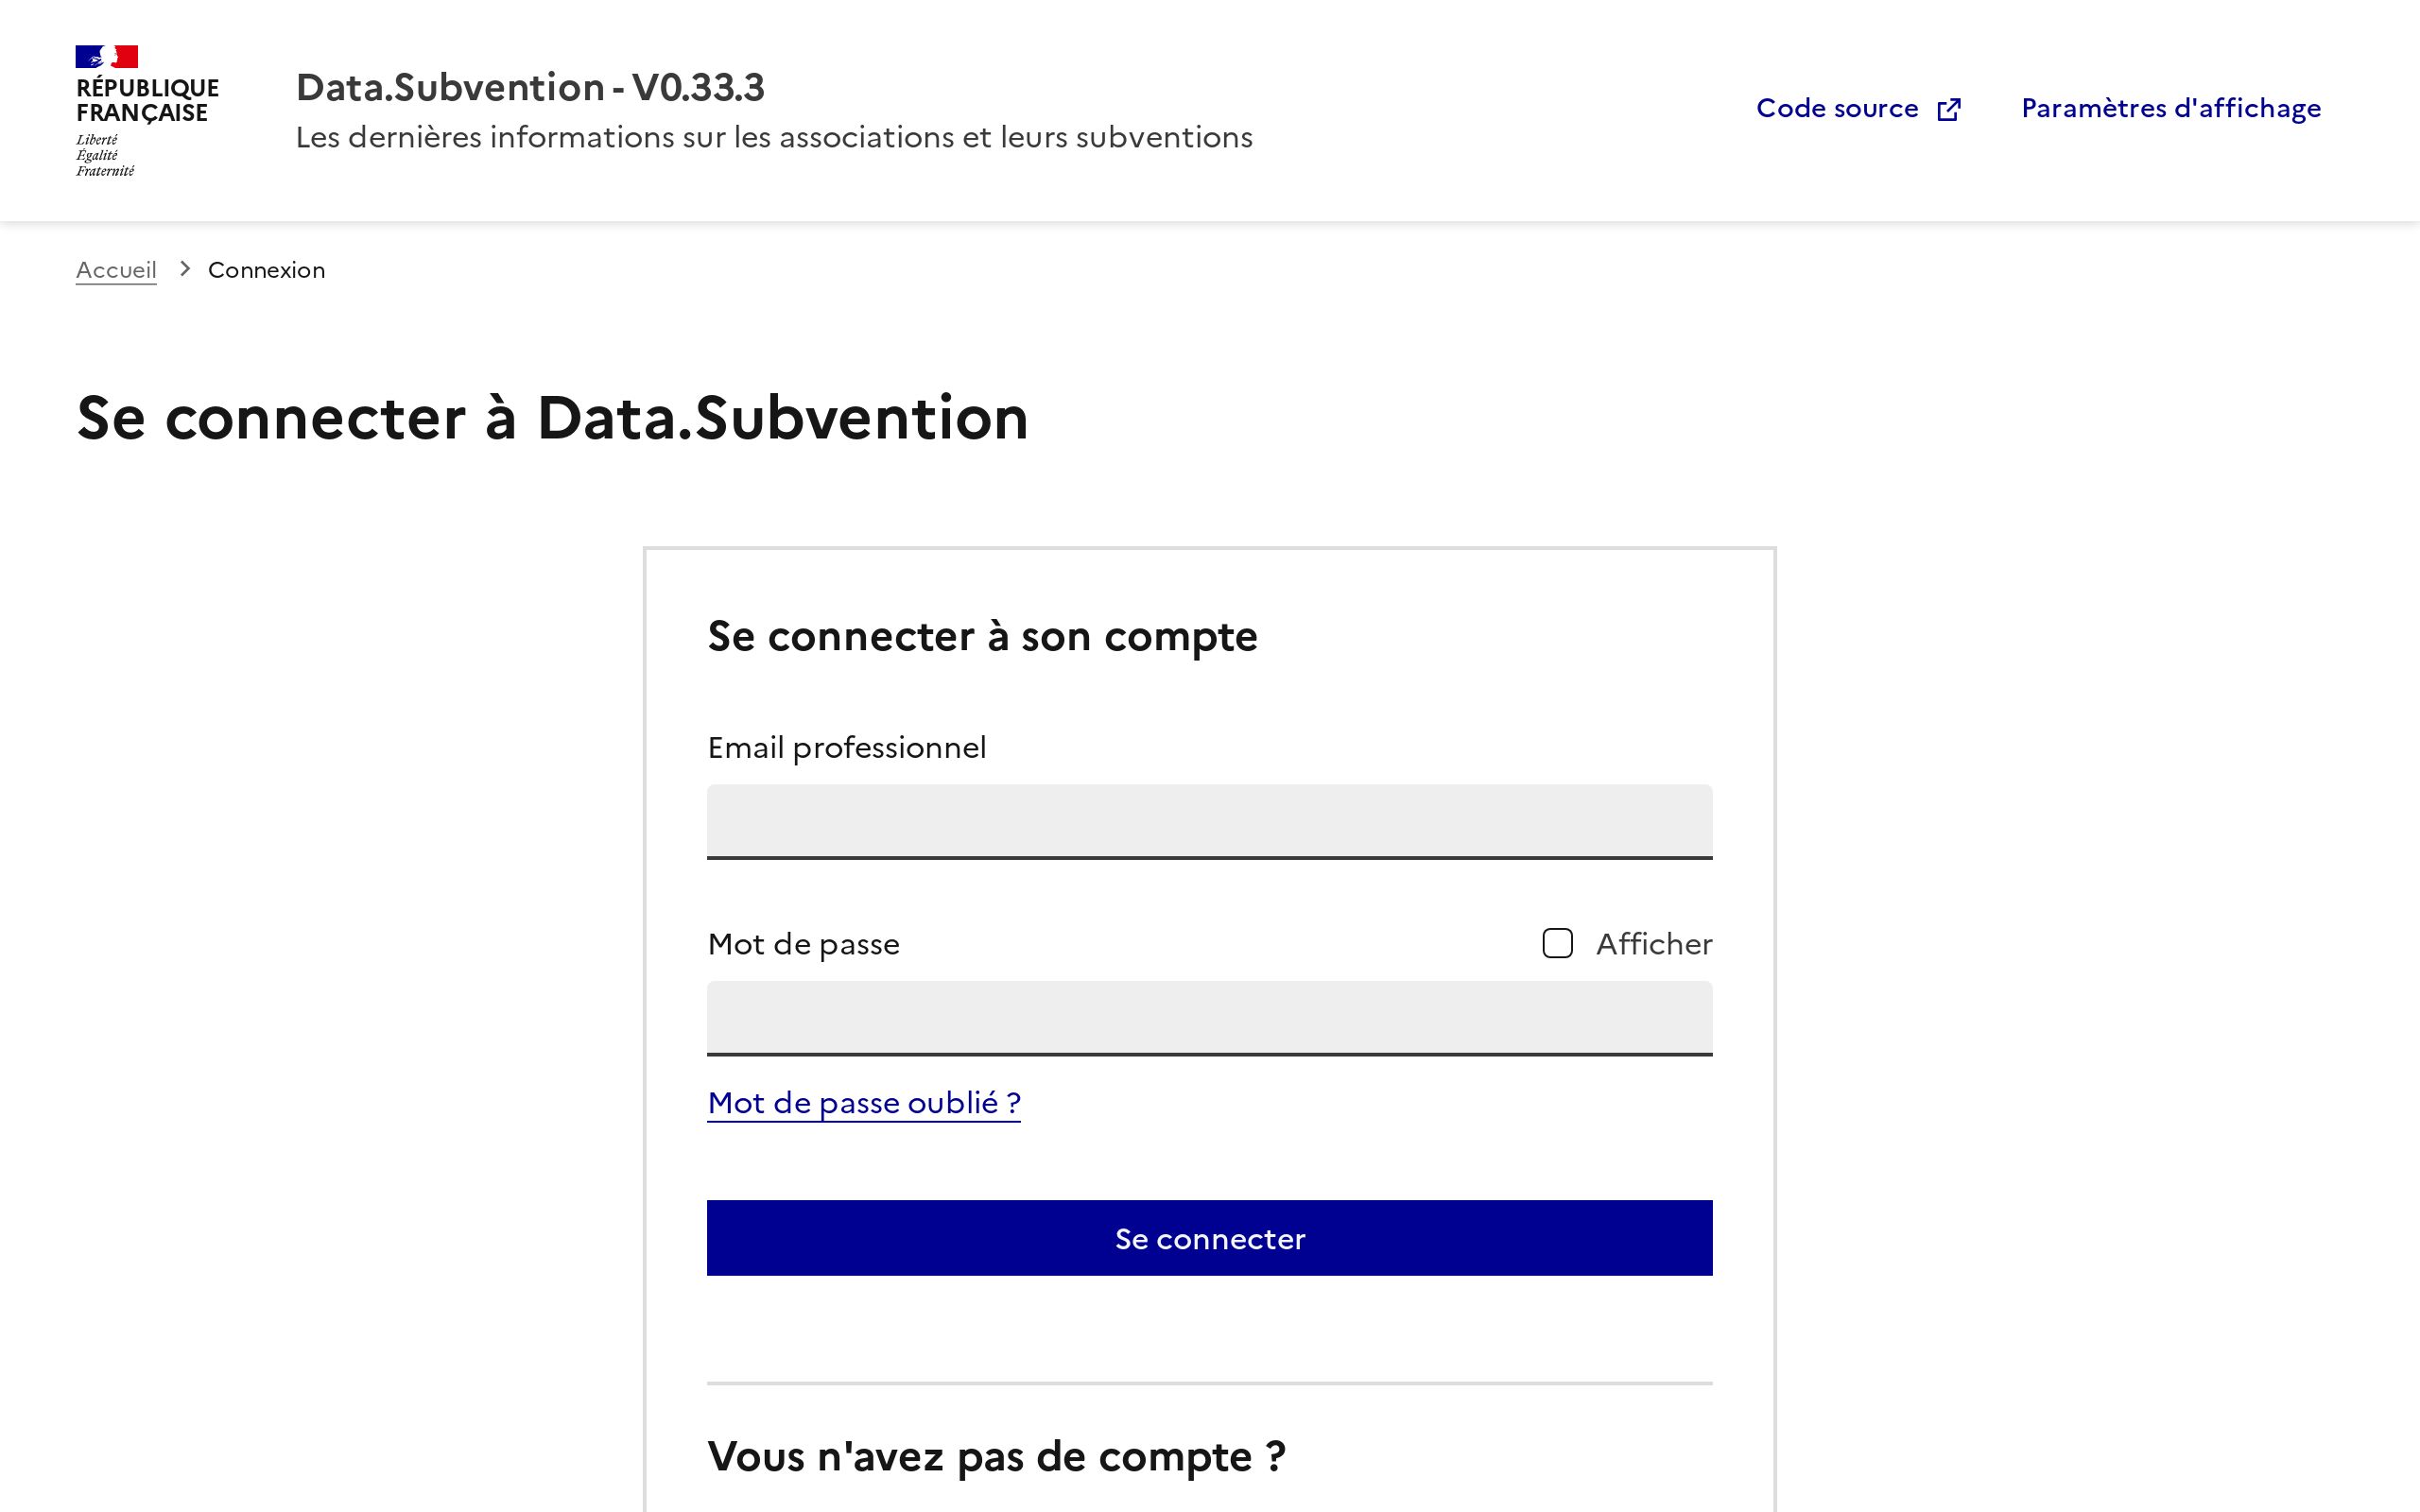 RÉPUBLIQUE
FRANÇAISE
Liberté
Égalité
Fraternité
Data.Subvention - V0.33.3
Les dernières informations sur les associations et leurs subventions
Code source
Paramètres d'affichage
Accueil
Connexion
Se connecter à Data.Subvention
Se connecter à son compte
Email professionnel
Mot de passe
Afficher
Mot de passe oublié ?
Se connecter
Vous n'avez pas de compte ?